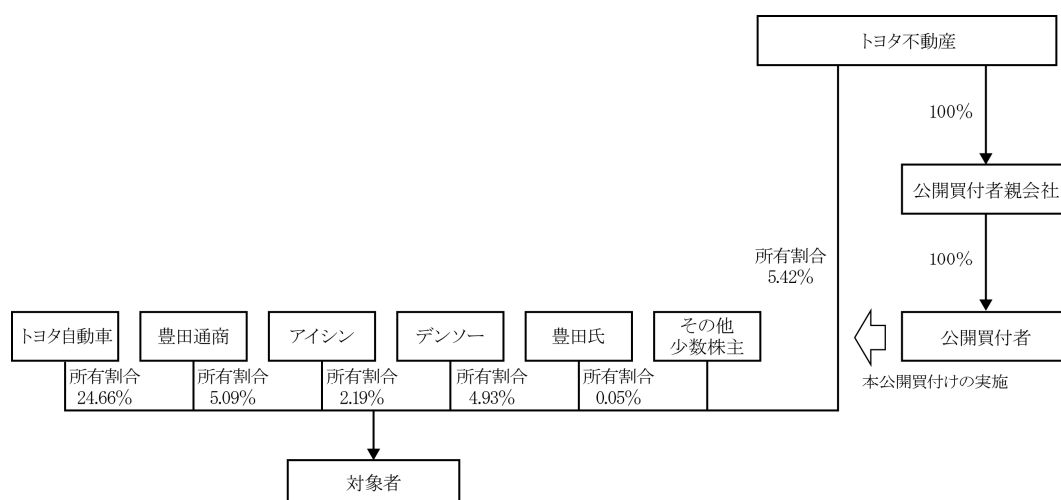 トヨタ不動産
100%
公開買付者親会社
所有割合
5.42%
100%
トヨタ自動車
豊田通商
アイシン
デンソー
豊田氏
その他
少数株主
公開買付者
所有割合
24.66%
所有割合
5.09%
所有割合
2.19%
所有割合
4.93%
所有割合
0.05%
本公開買付けの実施
対象者